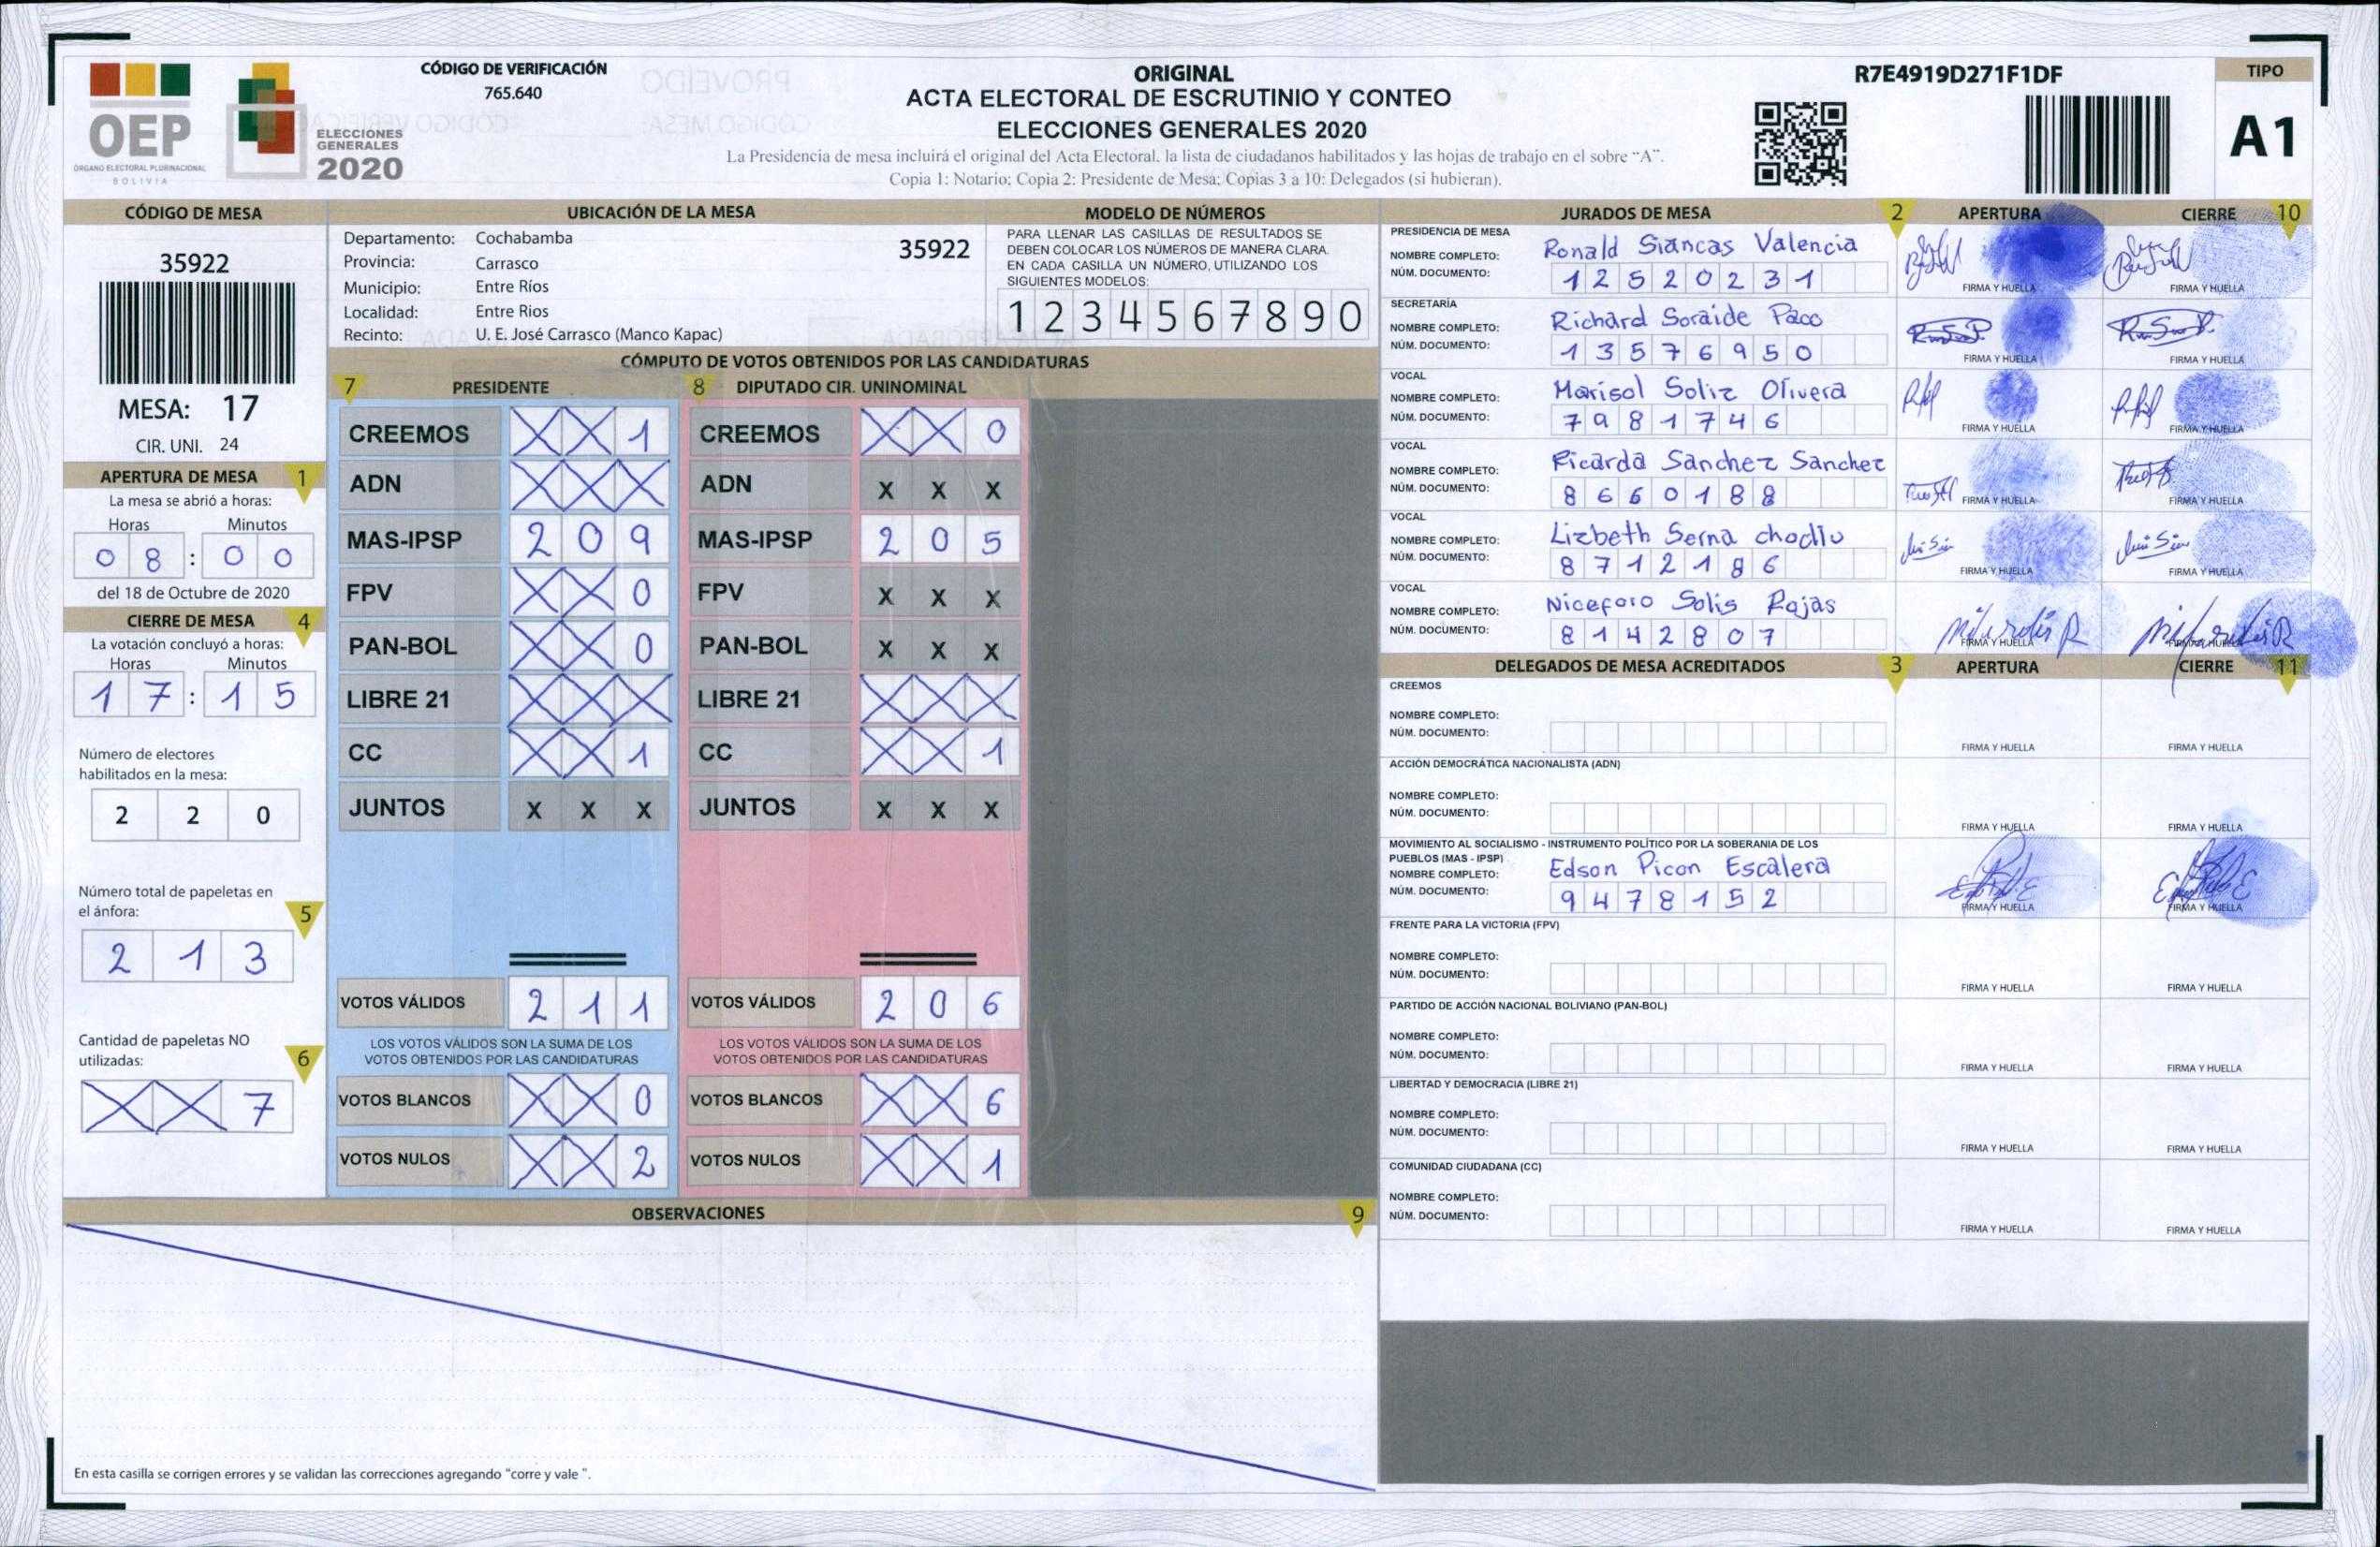 OEP
ÓRGANO ELECTORAL PLURINACIONAL
BOLIVIA
ELECCIONES
GENERALES
2020
CÓDIGO DE VERIFICACIÓN
765.640
ORIGINAL
ACTA ELECTORAL DE ESCRUTINIO Y CONTEO
ELECCIONES GENERALES 2020
La Presidencia de mesa incluirá el original del Acta Electoral, la lista de ciudadanos habilitados y las hojas de trabajo en el sobre “A”.
Copia 1: Notario; Copia 2: Presidente de Mesa; Copias 3 a 10: Delegados (si hubieran).
R7E4919D271F1DF
TIPO
A1
CÓDIGO DE MESA
35922
MESA: 17
CIR. UNI. 24
APERTURA DE MESA 1
La mesa se abrió a horas:
Horas Minutos
0 8 : 0 0
del 18 de Octubre de 2020
CIERRE DE MESA 4
La votación concluyó a horas:
Horas Minutos
1 7 : 1 5
Número de electores
habilitados en la mesa:
2 2 0
Número total de papeletas en
el ánfora: 5
2 1 3
Cantidad de papeletas NO
utilizadas: 6
X X 7
UBICACIÓN DE LA MESA
Departamento: Cochabamba
35922
Provincia: Carrasco
Municipio: Entre Ríos
Localidad: Entre Rios
Recinto: U. E. José Carrasco (Manco Kapac)
MODELO DE NÚMEROS
PARA LLENAR LAS CASILLAS DE RESULTADOS SE
DEBEN COLOCAR LOS NÚMEROS DE MANERA CLARA.
EN CADA CASILLA UN NÚMERO, UTILIZANDO LOS
SIGUIENTES MODELOS:
1 2 3 4 5 6 7 8 9 0
CÓMPUTO DE VOTOS OBTENIDOS POR LAS CANDIDATURAS
7 PRESIDENTE 8 DIPUTADO CIR. UNINOMINAL
CREEMOS X X 1 CREEMOS X X 0
ADN X X X ADN X X X
MAS-IPSP 2 0 9 MAS-IPSP 2 0 5
FPV X X 0 FPV X X X
PAN-BOL X X 0 PAN-BOL X X X
LIBRE 21 X X X LIBRE 21 X X X
CC X X 1 CC X X 1
JUNTOS X X X JUNTOS X X X
VOTOS VÁLIDOS 2 1 1 VOTOS VÁLIDOS 2 0 6
LOS VOTOS VÁLIDOS SON LA SUMA DE LOS LOS VOTOS VÁLIDOS SON LA SUMA DE LOS
VOTOS OBTENIDOS POR LAS CANDIDATURAS VOTOS OBTENIDOS POR LAS CANDIDATURAS
VOTOS BLANCOS X X 0 VOTOS BLANCOS X X 6
VOTOS NULOS X X 2 VOTOS NULOS X X 1
OBSERVACIONES 9
En esta casilla se corrigen errores y se validan las correcciones agregando "corre y vale ".
JURADOS DE MESA 2 APERTURA CIERRE 10
PRESIDENCIA DE MESA
NOMBRE COMPLETO: Ronald Siancas Valencia
NÚM. DOCUMENTO: 1 2 5 2 0 2 3 1
FIRMA Y HUELLA FIRMA Y HUELLA
SECRETARÍA
NOMBRE COMPLETO: Richard Soraide Paco
NÚM. DOCUMENTO: 1 3 5 7 6 9 5 0
FIRMA Y HUELLA FIRMA Y HUELLA
VOCAL
NOMBRE COMPLETO: Marisol Soliz Olivera
NÚM. DOCUMENTO: 7 9 8 1 7 4 6
FIRMA Y HUELLA FIRMA Y HUELLA
VOCAL
NOMBRE COMPLETO: Ricarda Sanchez Sanchez
NÚM. DOCUMENTO: 8 6 6 0 1 8 8
FIRMA Y HUELLA FIRMA Y HUELLA
VOCAL
NOMBRE COMPLETO: Lizbeth Serna
NÚM. DOCUMENTO: 8 7 1 2 1 8 6
FIRMA Y HUELLA FIRMA Y HUELLA
VOCAL
NOMBRE COMPLETO: Niceforo Solis Rojas
NÚM. DOCUMENTO: 8 1 4 2 8 0 7
FIRMA Y HUELLA FIRMA Y HUELLA
DELEGADOS DE MESA ACREDITADOS 3 APERTURA CIERRE 11
CREEMOS
NOMBRE COMPLETO:
NÚM. DOCUMENTO:
FIRMA Y HUELLA FIRMA Y HUELLA
ACCIÓN DEMOCRÁTICA NACIONALISTA (ADN)
NOMBRE COMPLETO:
NÚM. DOCUMENTO:
FIRMA Y HUELLA FIRMA Y HUELLA
MOVIMIENTO AL SOCIALISMO - INSTRUMENTO POLÍTICO POR LA SOBERANIA DE LOS
PUEBLOS (MAS - IPSP)
NOMBRE COMPLETO: Edson Picon Escalera
NÚM. DOCUMENTO: 9 4 7 8 1 5 2
FIRMA Y HUELLA FIRMA Y HUELLA
FRENTE PARA LA VICTORIA (FPV)
NOMBRE COMPLETO:
NÚM. DOCUMENTO:
FIRMA Y HUELLA FIRMA Y HUELLA
PARTIDO DE ACCIÓN NACIONAL BOLIVIANO (PAN-BOL)
NOMBRE COMPLETO:
NÚM. DOCUMENTO:
FIRMA Y HUELLA FIRMA Y HUELLA
LIBERTAD Y DEMOCRACIA (LIBRE 21)
NOMBRE COMPLETO:
NÚM. DOCUMENTO:
FIRMA Y HUELLA FIRMA Y HUELLA
COMUNIDAD CIUDADANA (CC)
NOMBRE COMPLETO:
NÚM. DOCUMENTO:
FIRMA Y HUELLA FIRMA Y HUELLA